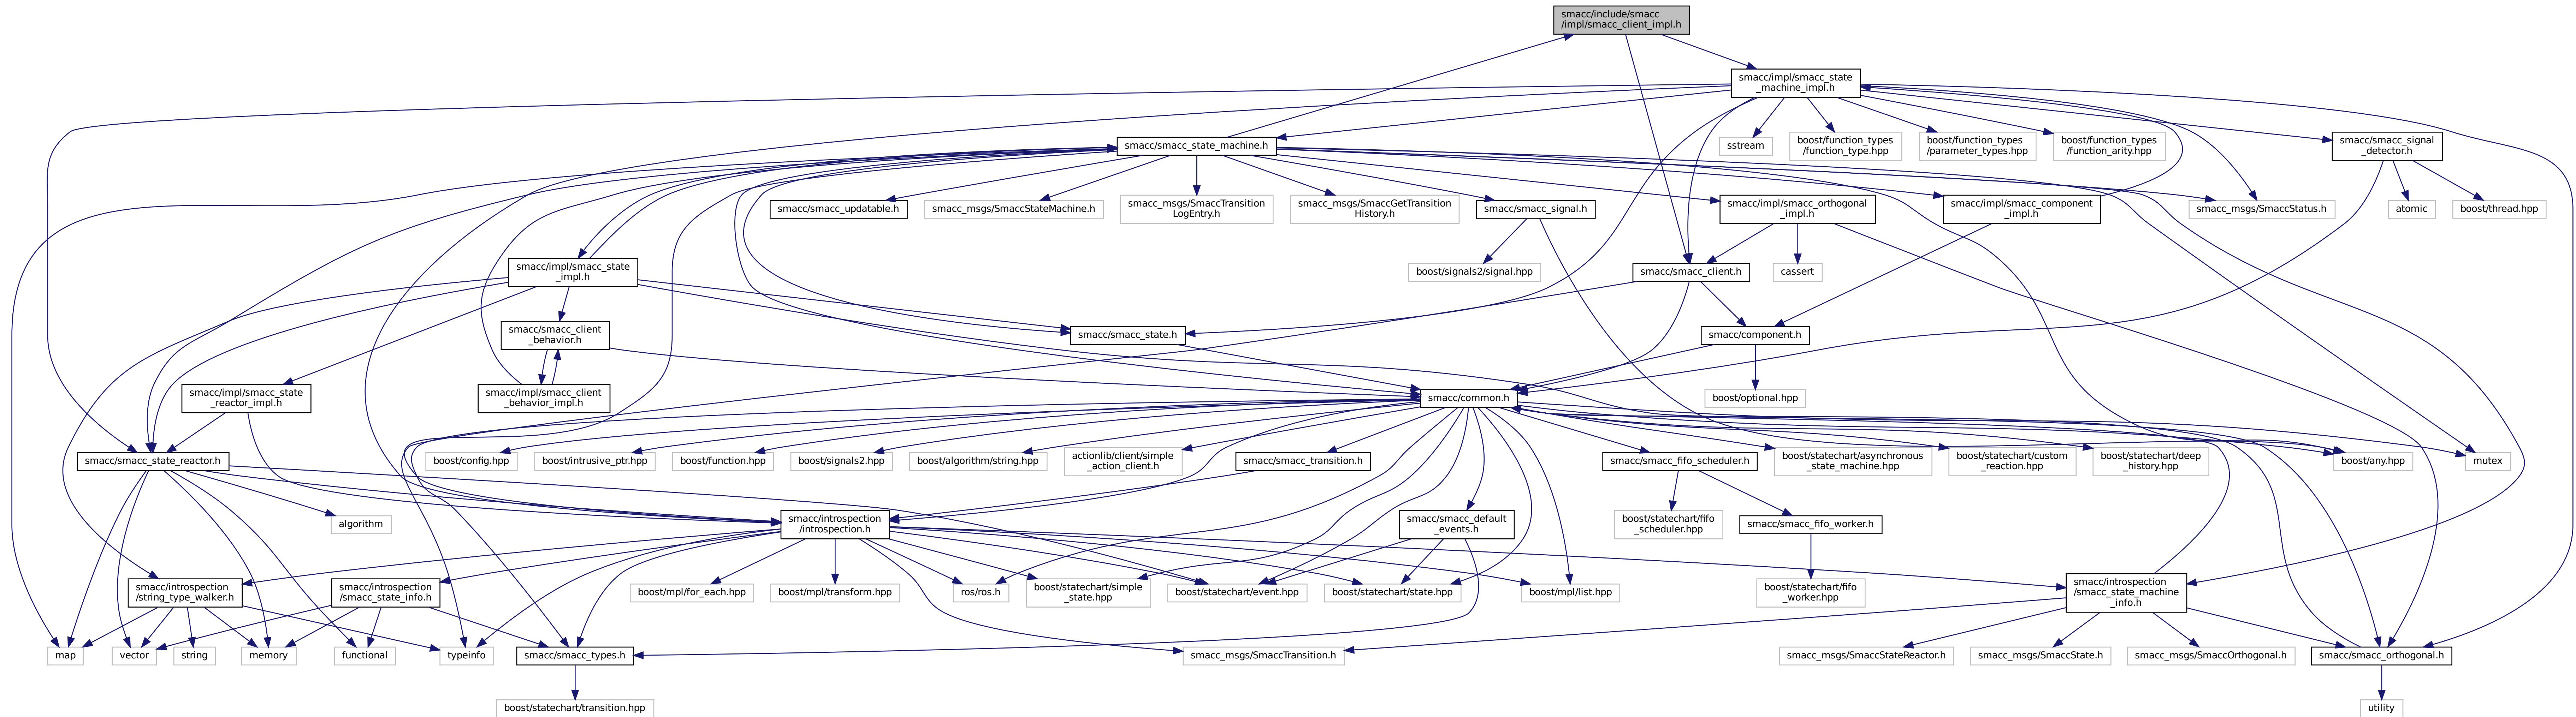 smacc/include/smacc
/impl/smacc_client_impl.h
smacc/impl/smacc_state
_machine_impl.h
smacc/smacc_state_machine.h
sstream
boost/function_types
/function_type.hpp
boost/function_types
/parameter_types.hpp
boost/function_types
/function_arity.hpp
smacc/smacc_signal
_detector.h
smacc/smacc_updatable.h
smacc_msgs/SmaccStateMachine.h
smacc_msgs/SmaccTransition
LogEntry.h
smacc_msgs/SmaccGetTransition
History.h
smacc/smacc_signal.h
smacc/impl/smacc_orthogonal
_impl.h
smacc/impl/smacc_component
_impl.h
smacc_msgs/SmaccStatus.h
atomic
boost/thread.hpp
smacc/impl/smacc_state
_impl.h
boost/signals2/signal.hpp
smacc/smacc_client.h
cassert
smacc/smacc_client
_behavior.h
smacc/smacc_state.h
smacc/component.h
smacc/impl/smacc_state
_reactor_impl.h
smacc/impl/smacc_client
_behavior_impl.h
smacc/common.h
boost/optional.hpp
smacc/smacc_state_reactor.h
boost/config.hpp
boost/intrusive_ptr.hpp
boost/function.hpp
boost/signals2.hpp
boost/algorithm/string.hpp
actionlib/client/simple
_action_client.h
smacc/smacc_transition.h
smacc/smacc_fifo_scheduler.h
boost/statechart/asynchronous
_state_machine.hpp
boost/statechart/custom
_reaction.hpp
boost/statechart/deep
_history.hpp
boost/any.hpp
mutex
algorithm
smacc/introspection
/introspection.h
smacc/smacc_default
_events.h
boost/statechart/fifo
_scheduler.hpp
smacc/smacc_fifo_worker.h
smacc/introspection
/string_type_walker.h
smacc/introspection
/smacc_state_info.h
boost/mpl/for_each.hpp
boost/mpl/transform.hpp
ros/ros.h
boost/statechart/simple
_state.hpp
boost/statechart/event.hpp
boost/statechart/state.hpp
boost/mpl/list.hpp
boost/statechart/fifo
_worker.hpp
smacc/introspection
/smacc_state_machine
_info.h
map
vector
string
memory
functional
typeinfo
smacc/smacc_types.h
smacc_msgs/SmaccTransition.h
smacc_msgs/SmaccStateReactor.h
smacc_msgs/SmaccState.h
smacc_msgs/SmaccOrthogonal.h
smacc/smacc_orthogonal.h
boost/statechart/transition.hpp
utility